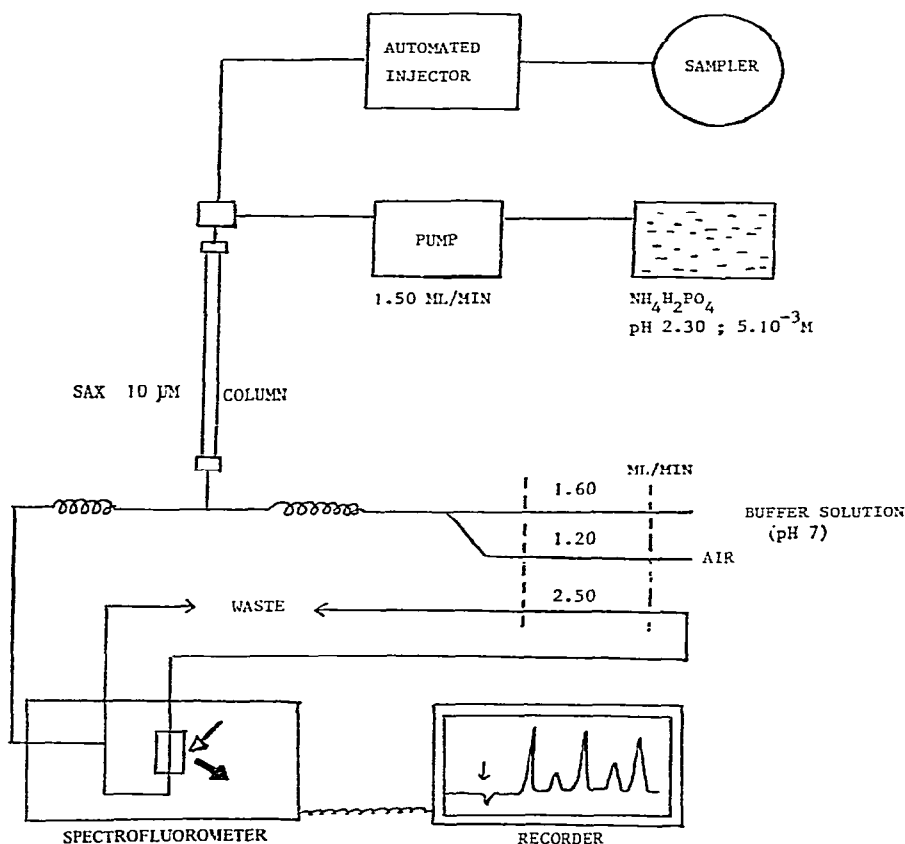 AUTOMATED
INJECTOR
SAMPLER
PUMP
1.50 ML/MIN
NH₄H₂PO₄
pH 2.30 ; 5.10⁻³M
SAX 10 µM COLUMN
ML/MIN
1.60
BUFFER SOLUTION
(pH 7)
1.20
AIR
2.50
WASTE
SPECTROFLUOROMETER
RECORDER